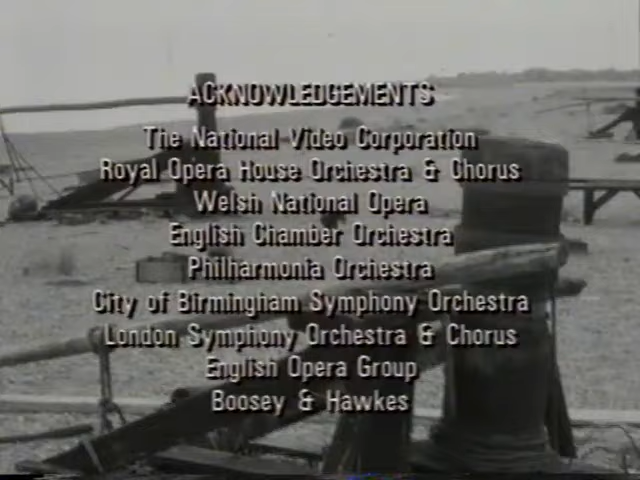 ACKNOWLEDGEMENTS
The National Video Corporation
Royal Opera House Orchestra & Chorus
Welsh National Opera
English Chamber Orchestra
Philharmonia Orchestra
City of Birmingham Symphony Orchestra
London Symphony Orchestra & Chorus
English Opera Group
Boosey & Hawkes